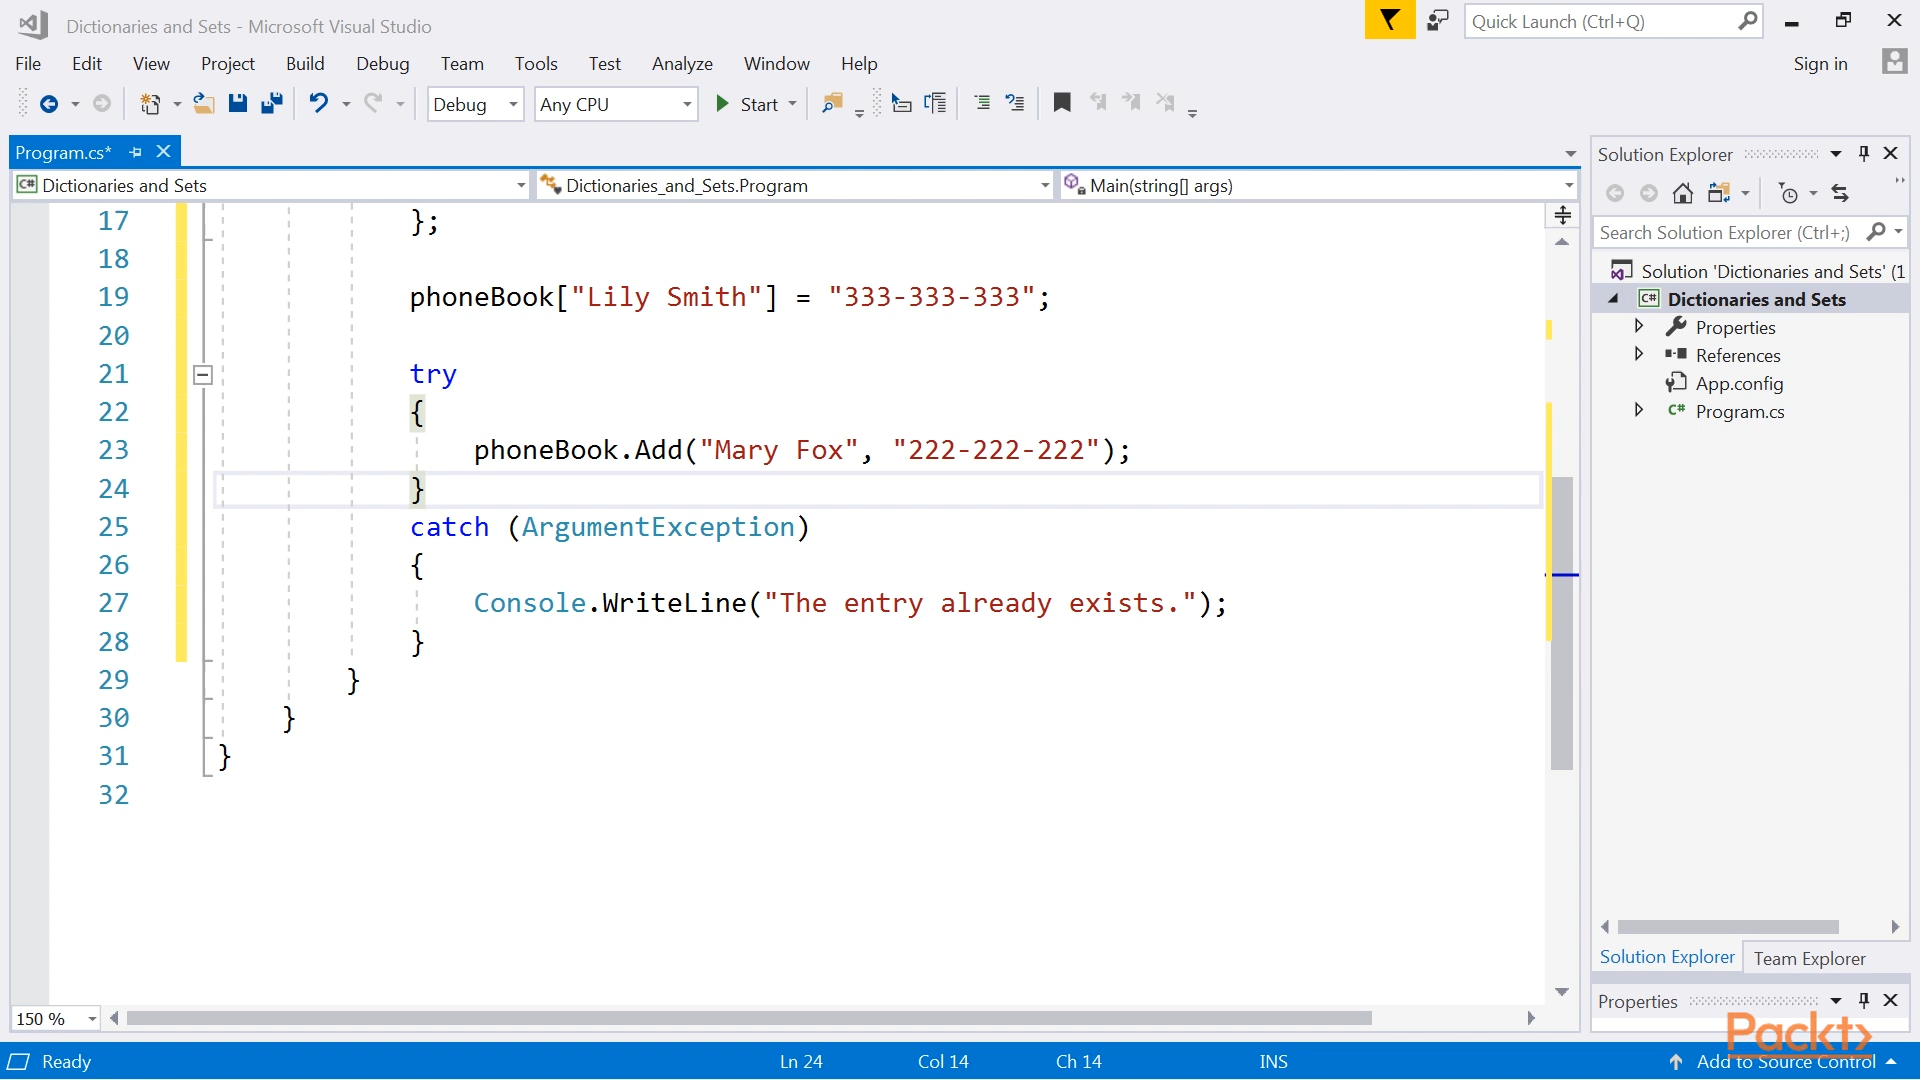 Dictionaries and Sets - Microsoft Visual Studio
Quick Launch (Ctrl+Q)
File Edit View Project Build Debug Team Tools Test Analyze Window Help
Sign in
Debug Any CPU Start
Program.cs*
Solution Explorer
Dictionaries and Sets Dictionaries_and_Sets.Program Main(string[] args)
Search Solution Explorer (Ctrl+;)
Solution 'Dictionaries and Sets' (1
C# Dictionaries and Sets
Properties
References
App.config
C# Program.cs
17 };
18
19 phoneBook["Lily Smith"] = "333-333-333";
20
21 try
22 {
23 phoneBook.Add("Mary Fox", "222-222-222");
24 }
25 catch (ArgumentException)
26 {
27 Console.WriteLine("The entry already exists.");
28 }
29 }
30 }
31 }
32
Solution Explorer Team Explorer
Properties
150 %
Packt>
Ready Ln 24 Col 14 Ch 14 INS Add to Source Control